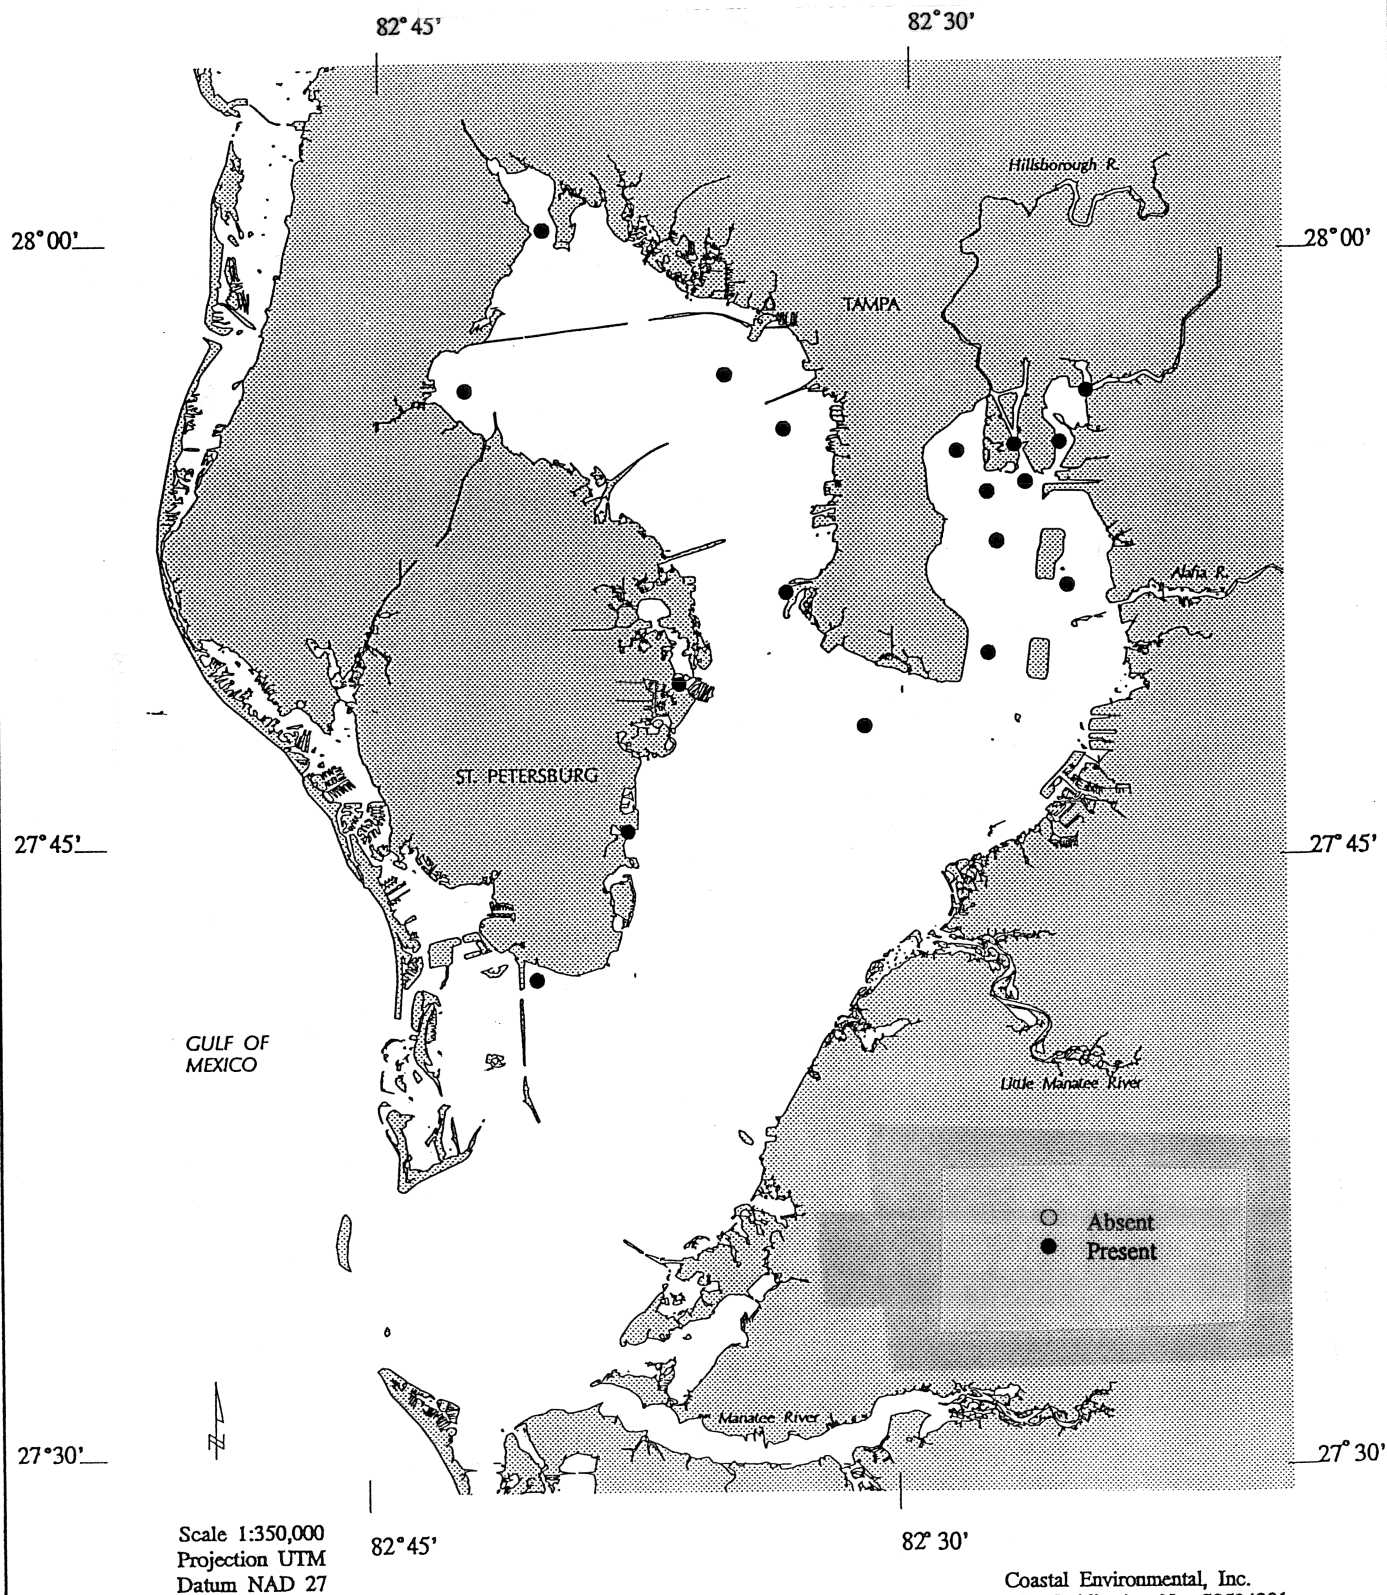 82°45'
82°30'
Hillsborough R.
28°00'
28°00'
TAMPA
Alafia R.
ST. PETERSBURG
27°45'
27°45'
GULF OF
MEXICO
Little Manatee River
Absent
Present
Manatee River
27°30'
27°30'
82°45'
82°30'
Scale 1:350,000
Projection UTM
Datum NAD 27
Coastal Environmental, Inc.